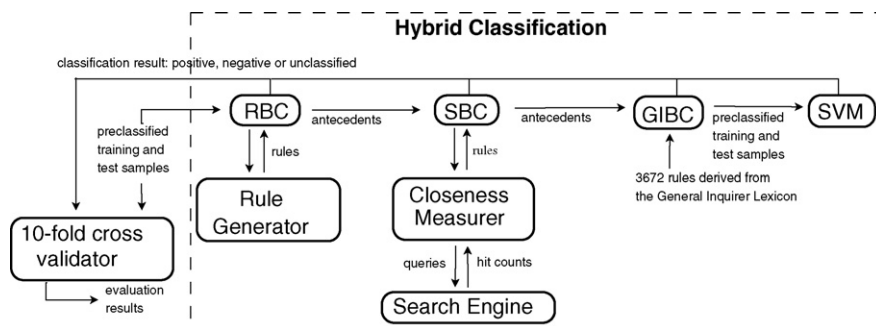 Hybrid Classification
classification result: positive, negative or unclassified
RBC
antecedents
SBC
antecedents
GIBC
preclassified
training and
test samples
SVM
preclassified
training and
test samples
rules
rules
3672 rules derived from
the General Inquirer Lexicon
Rule
Generator
Closeness
Measurer
10-fold cross
validator
queries
hit counts
evaluation
results
Search Engine